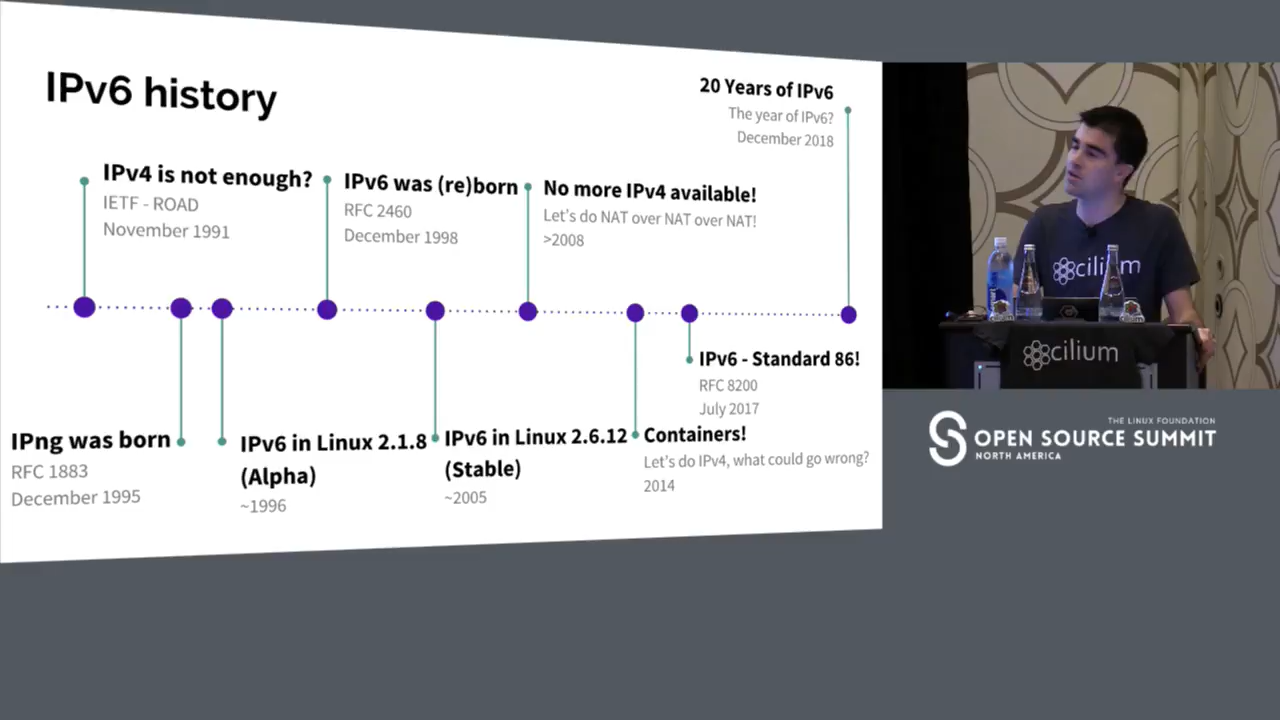 IPv6 history
20 Years of IPv6
The year of IPv6?
December 2018
IPv4 is not enough?
IETF - ROAD
November 1991
IPv6 was (re)born
RFC 2460
December 1998
No more IPv4 available!
Let's do NAT over NAT over NAT!
>2008
IPv6 - Standard 86!
RFC 8200
July 2017
IPng was born
RFC 1883
December 1995
IPv6 in Linux 2.1.8
(Alpha)
~1996
IPv6 in Linux 2.6.12
(Stable)
~2005
Containers!
Let's do IPv4, what could go wrong?
2014
cilium
cilium
THE LINUX FOUNDATION
OPEN SOURCE SUMMIT
NORTH AMERICA